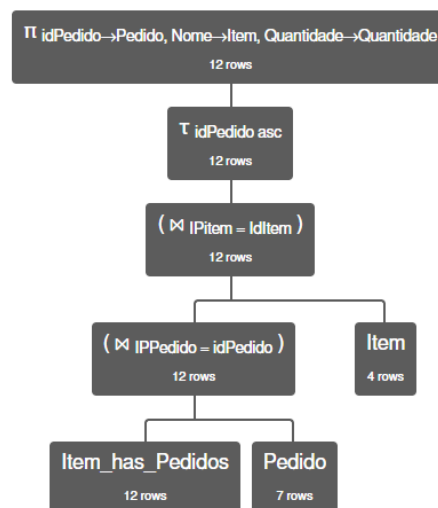 π idPedido→Pedido, Nome→Item, Quantidade→Quantidade
12 rows
τ idPedido asc
12 rows
( ⋈ IPitem = IdItem )
12 rows
( ⋈ IPPedido = idPedido )
12 rows
Item
4 rows
Item_has_Pedidos
12 rows
Pedido
7 rows